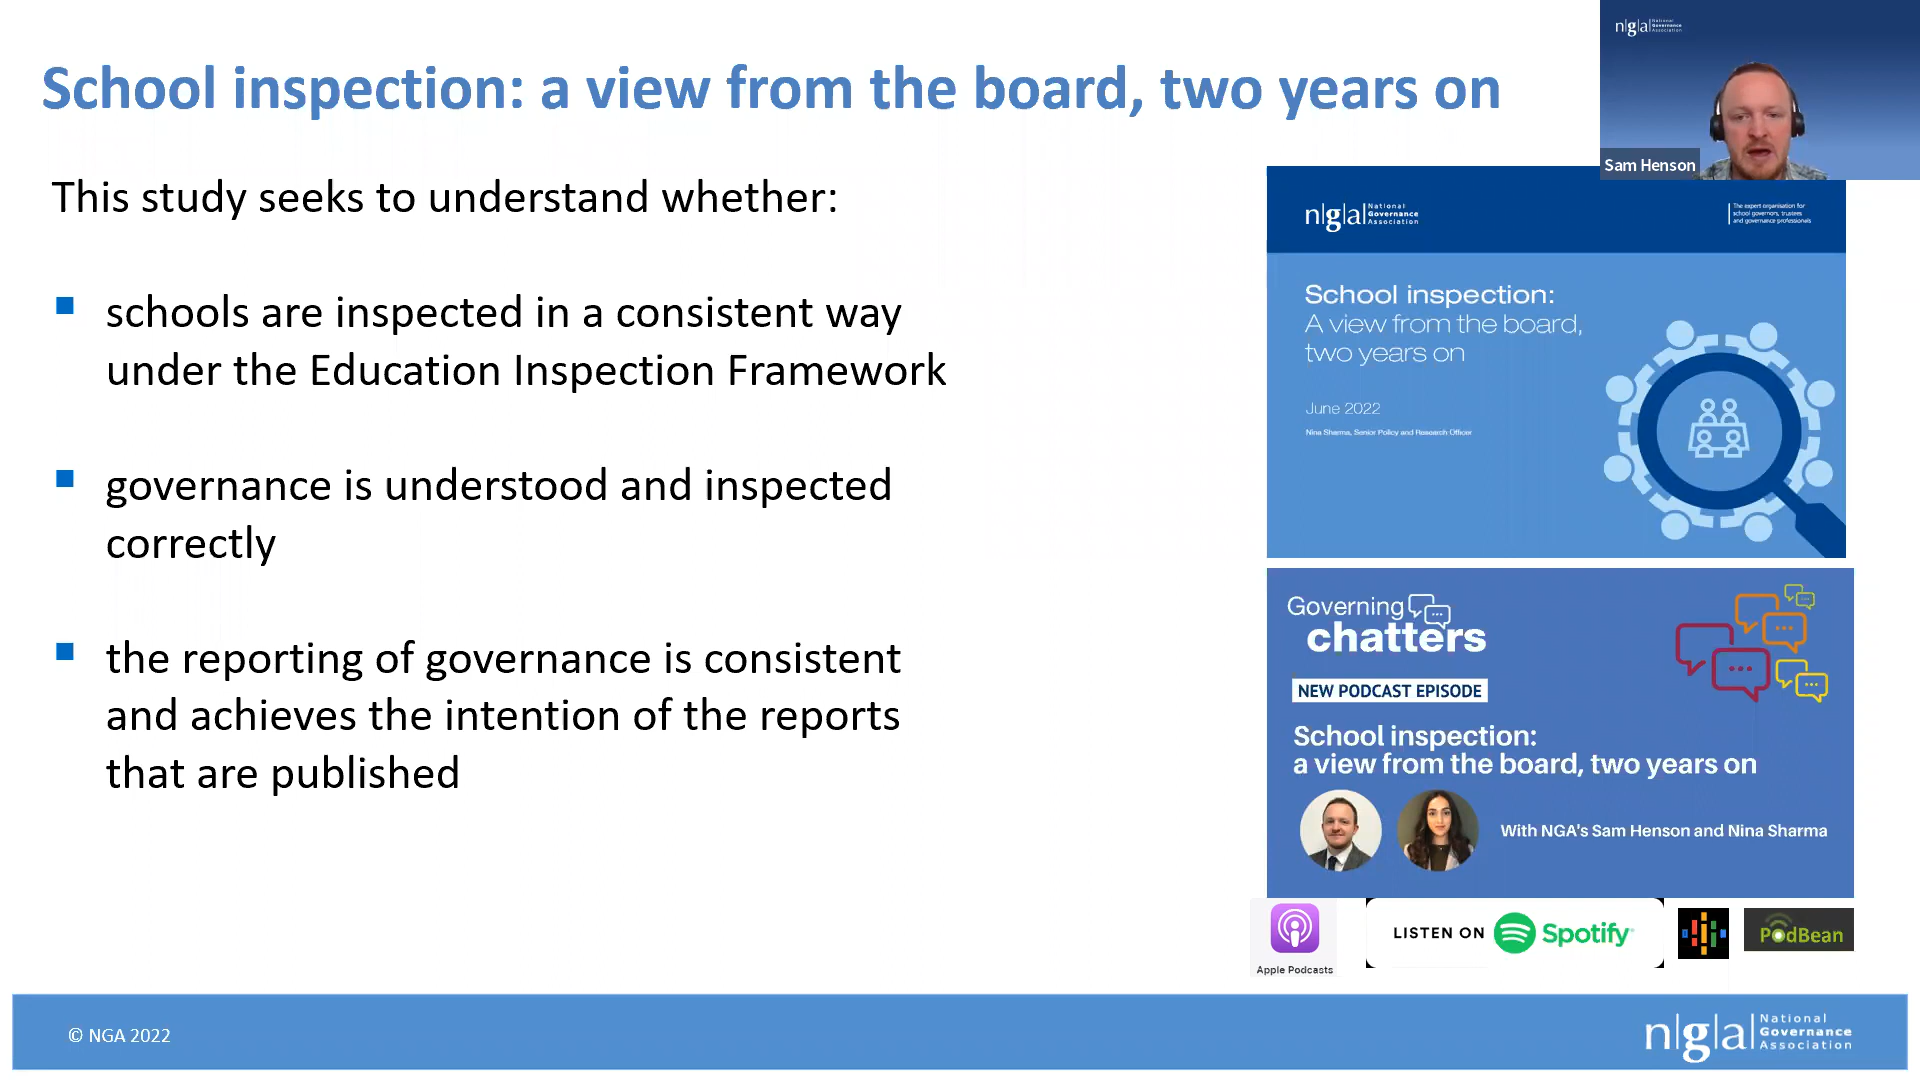 School inspection: a view from the board, two years on
This study seeks to understand whether:
schools are inspected in a consistent way
under the Education Inspection Framework
governance is understood and inspected
correctly
the reporting of governance is consistent
and achieves the intention of the reports
that are published
n|g|a| National
Governance
Association
Sam Henson
n|g|a| National
Governance
Association
The expert organisation for
school governors, trustees
and governance professionals
School inspection:
A view from the board,
two years on
June 2022
Nina Sharma, Senior Policy and Research Officer
Governing
chatters
NEW PODCAST EPISODE
School inspection:
a view from the board, two years on
With NGA's Sam Henson and Nina Sharma
Apple Podcasts
LISTEN ON Spotify
PodBean
© NGA 2022
n|g|a| National
Governance
Association